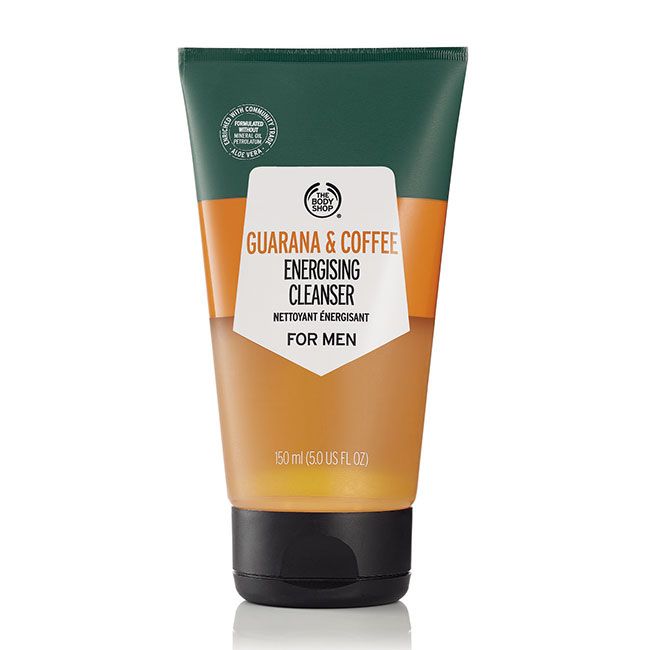 ENRICHED WITH COMMUNITY TRADE
FORMULATED
WITHOUT
MINERAL OIL
PETROLATUM
ALOE VERA
THE
BODY
SHOP
®
GUARANA & COFFEE
ENERGISING
CLEANSER
NETTOYANT ÉNERGISANT
FOR MEN
150 ml (5.0 US FL OZ)